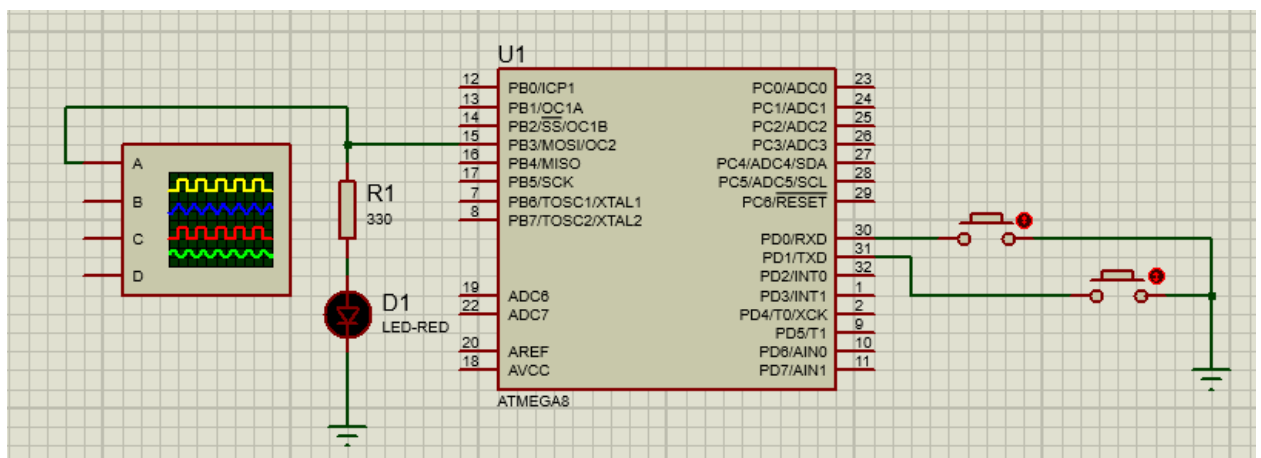 U1
12 PB0/ICP1
13 PB1/OC1A
14 PB2/SS/OC1B
15 PB3/MOSI/OC2
16 PB4/MISO
17 PB5/SCK
7 PB6/TOSC1/XTAL1
8 PB7/TOSC2/XTAL2
19 ADC6
22 ADC7
20 AREF
18 AVCC
PC0/ADC0 23
PC1/ADC1 24
PC2/ADC2 25
PC3/ADC3 26
PC4/ADC4/SDA 27
PC5/ADC5/SCL 28
PC6/RESET 29
PD0/RXD 30
PD1/TXD 31
PD2/INT0 32
PD3/INT1 1
PD4/T0/XCK 2
PD5/T1 9
PD6/AIN0 10
PD7/AIN1 11
ATMEGA8
A
B
C
D
R1
330
D1
LED-RED